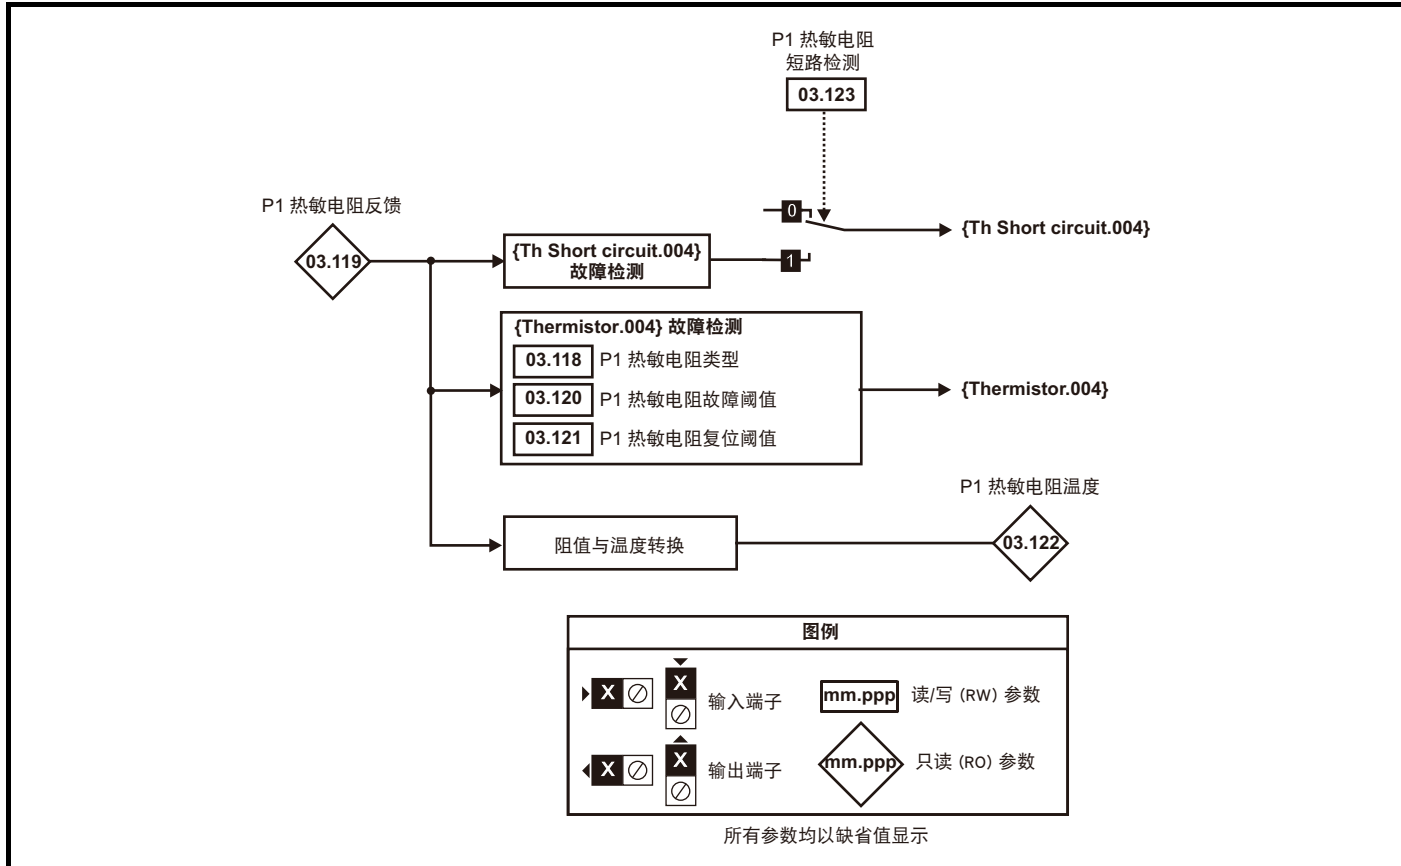 P1 热敏电阻
短路检测
03.123
P1 热敏电阻反馈
03.119
0
{Th Short circuit.004}
{Th Short circuit.004}
故障检测
1
{Thermistor.004} 故障检测
03.118 P1 热敏电阻类型
03.120 P1 热敏电阻故障阈值
03.121 P1 热敏电阻复位阈值
{Thermistor.004}
P1 热敏电阻温度
阻值与温度转换
03.122
图例
X X 输入端子 mm.ppp 读/写 (RW) 参数
X X 输出端子 mm.ppp 只读 (RO) 参数
所有参数均以缺省值显示